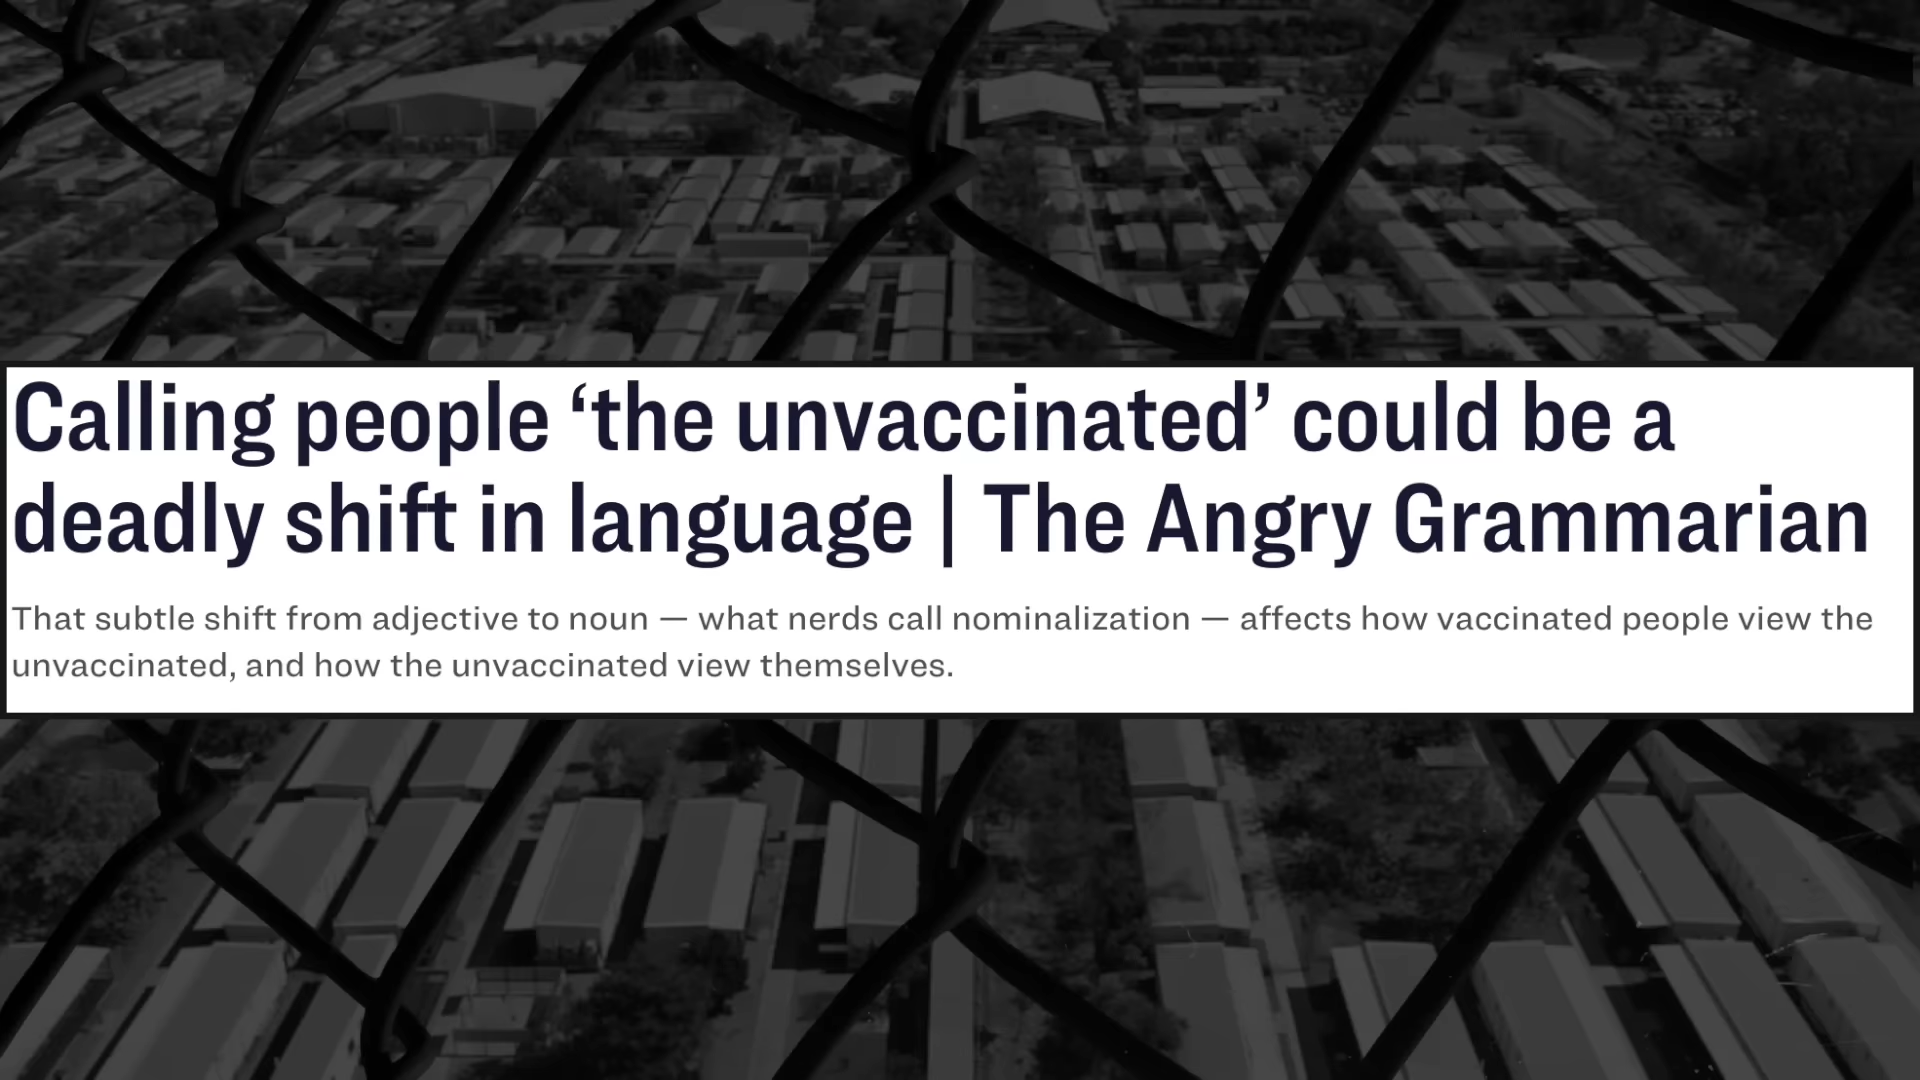 Calling people ‘the unvaccinated’ could be a
deadly shift in language | The Angry Grammarian
That subtle shift from adjective to noun — what nerds call nominalization — affects how vaccinated people view the
unvaccinated, and how the unvaccinated view themselves.